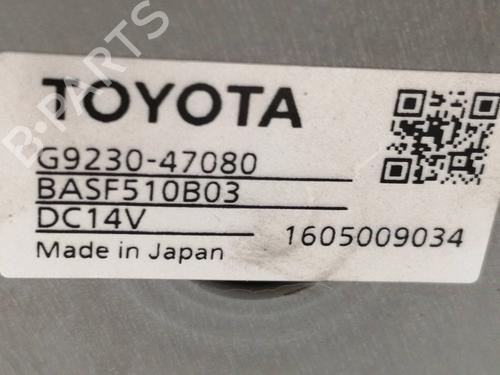 B-PARTS
TOYOTA
G9230-47080
BASF510B03
DC14V
1605009034
Made in Japan